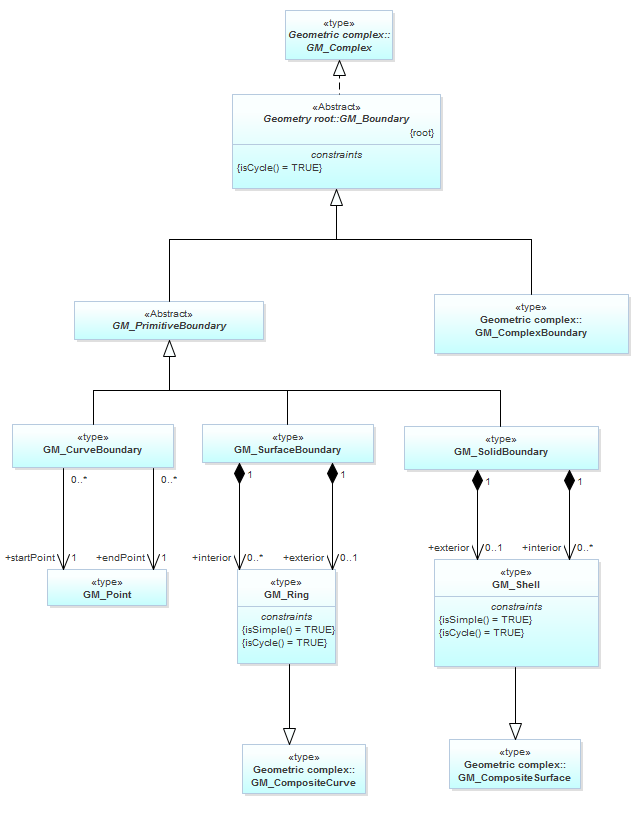 «type»
Geometric complex::
GM_Complex
«Abstract»
Geometry root::GM_Boundary
{root}
constraints
{isCycle() = TRUE}
«Abstract»
GM_PrimitiveBoundary
«type»
Geometric complex::
GM_ComplexBoundary
«type»
GM_CurveBoundary
«type»
GM_SurfaceBoundary
«type»
GM_SolidBoundary
0..*
0..*
1
1
1
1
+startPoint
1
+endPoint
1
+interior
0..*
+exterior
0..1
+exterior
0..1
+interior
0..*
«type»
GM_Point
«type»
GM_Ring
constraints
{isSimple() = TRUE}
{isCycle() = TRUE}
«type»
GM_Shell
constraints
{isSimple() = TRUE}
{isCycle() = TRUE}
«type»
Geometric complex::
GM_CompositeCurve
«type»
Geometric complex::
GM_CompositeSurface